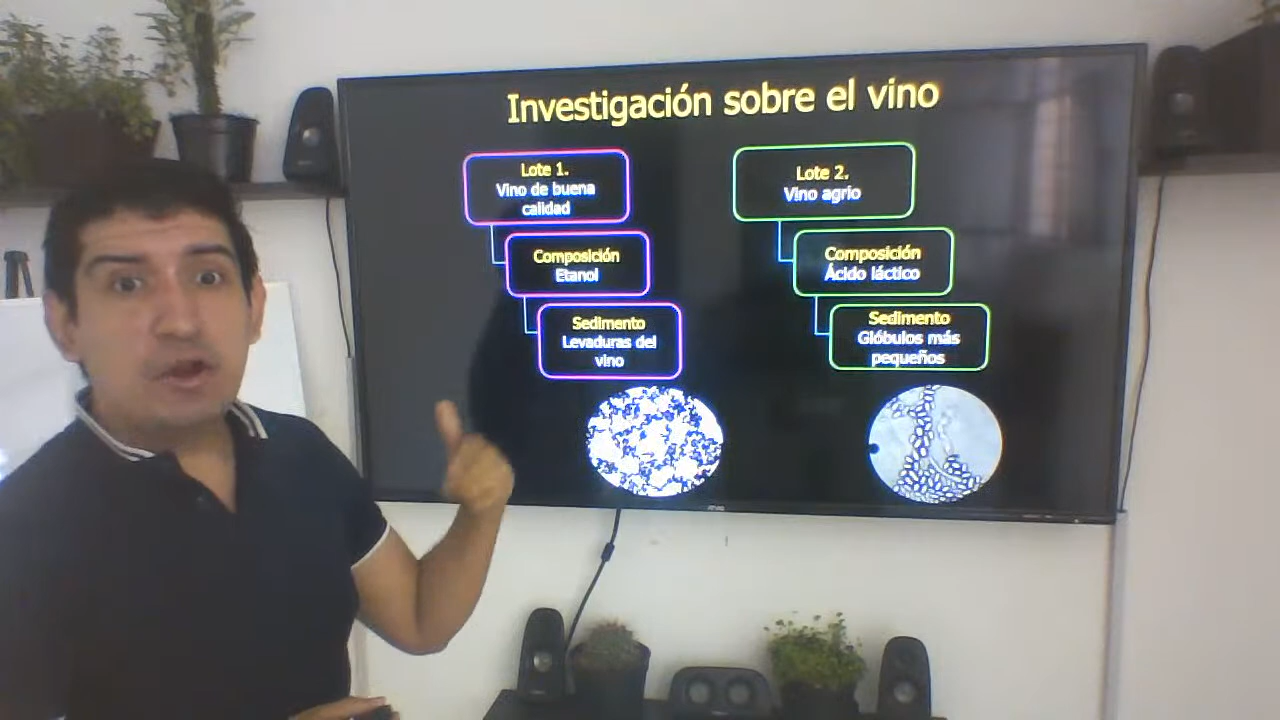 Investigación sobre el vino
Lote 1.
Vino de buena
calidad
Composición
Etanol
Sedimento
Levaduras del
vino
Lote 2.
Vino agrio
Composición
Ácido láctico
Sedimento
Glóbulos más
pequeños